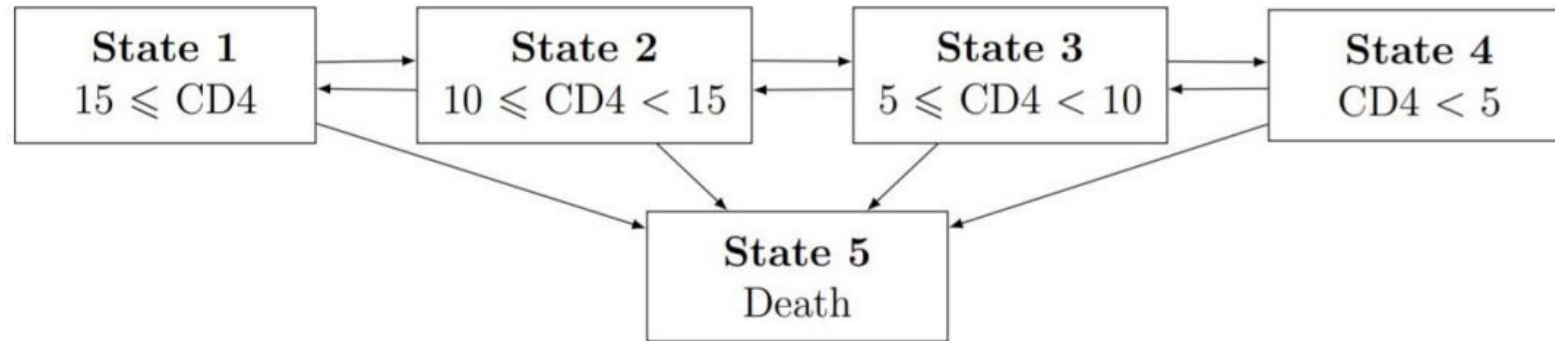 State 1
15 ⩽ CD4
State 2
10 ⩽ CD4 < 15
State 3
5 ⩽ CD4 < 10
State 4
CD4 < 5
State 5
Death